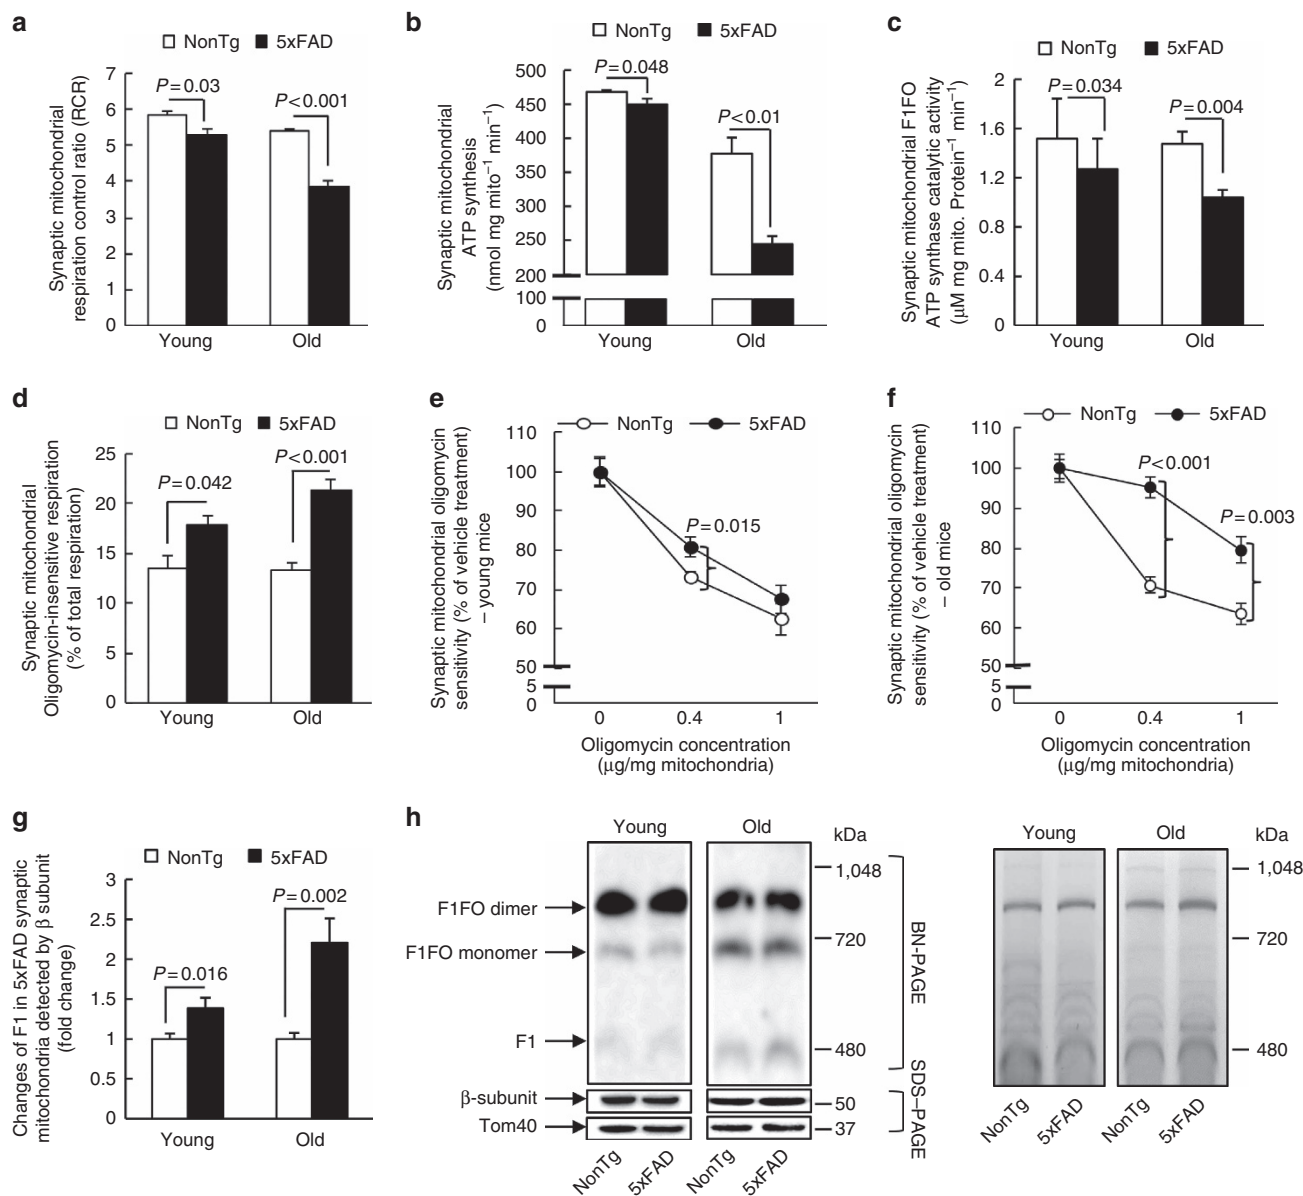 a
NonTg 5xFAD
Synaptic mitochondrial
respiration control ratio (RCR)
7
6
5
4
3
2
1
0
P=0.03
P<0.001
Young Old
b
NonTg 5xFAD
Synaptic mitochondrial
ATP synthesis
(nmol mg mito⁻¹ min⁻¹)
500
450
400
350
300
250
200
100
0
P=0.048
P<0.01
Young Old
c
NonTg 5xFAD
Synaptic mitochondrial F1FO
ATP synthase catalytic activity
(μM mg mito. Protein⁻¹ min⁻¹)
2
1.6
1.2
0.8
0.4
0
P=0.034
P=0.004
Young Old
d
NonTg 5xFAD
Synaptic mitochondrial
Oligomycin-insensitive respiration
(% of total respiration)
25
20
15
10
5
0
P=0.042
P<0.001
Young Old
e
NonTg 5xFAD
Synaptic mitochondrial oligomycin
sensitivity (% of vehicle treatment)
– young mice
110
100
90
80
70
60
50
5
0
P=0.015
0 0.4 1
Oligomycin concentration
(μg/mg mitochondria)
f
NonTg 5xFAD
Synaptic mitochondrial oligomycin
sensitivity (% of vehicle treatment)
– old mice
110
100
90
80
70
60
50
5
0
P<0.001
P=0.003
0 0.4 1
Oligomycin concentration
(μg/mg mitochondria)
g
NonTg 5xFAD
Changes of F1 in 5xFAD synaptic
mitochondria detected by β subunit
(fold change)
3
2.5
2
1.5
1
0.5
0
P=0.016
P=0.002
Young Old
h
Young Old kDa
F1FO dimer
F1FO monomer
F1
β-subunit
Tom40
1,048
720
480
50
37
BN-PAGE
SDS–PAGE
NonTg 5xFAD NonTg 5xFAD
Young Old kDa
1,048
720
480
NonTg 5xFAD NonTg 5xFAD